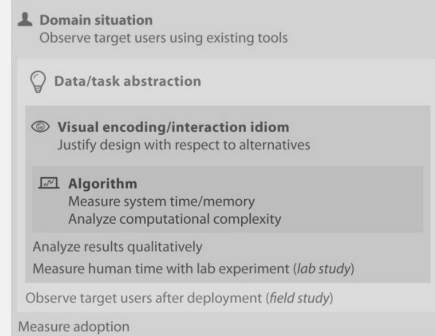 Domain situation
Observe target users using existing tools
Data/task abstraction
Visual encoding/interaction idiom
Justify design with respect to alternatives
Algorithm
Measure system time/memory
Analyze computational complexity
Analyze results qualitatively
Measure human time with lab experiment (lab study)
Observe target users after deployment (field study)
Measure adoption